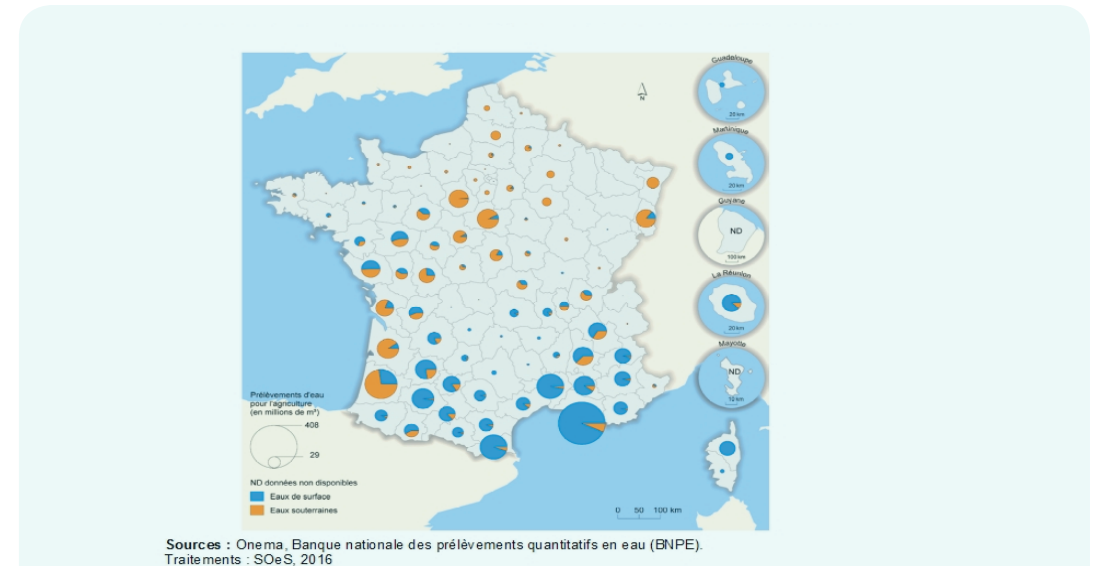 Guadeloupe
20 km
N
Martinique
20 km
Guyane
ND
100 km
La Réunion
20 km
Mayotte
ND
10 km
Prélèvements d'eau
pour l'agriculture
(en millions de m³)
408
29
ND données non disponibles
Eaux de surface
Eaux souterraines
0 50 100 km
Sources : Onema, Banque nationale des prélèvements quantitatifs en eau (BNPE).
Traitements : SOeS, 2016